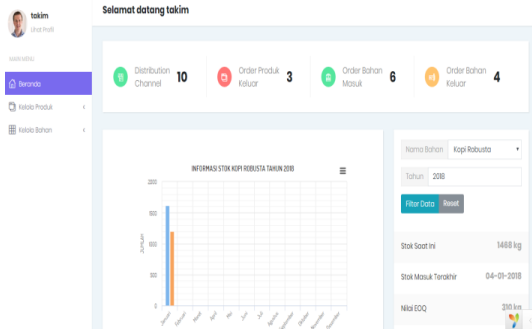 takim
Lihat Profil
MAIN MENU
Beranda
Kelola Produk
Kelola Bahan
Selamat datang takim
Distribution Channel 10
Order Produk Keluar 3
Order Bahan Masuk 6
Order Bahan Keluar 4
INFORMASI STOK KOPI ROBUSTA TAHUN 2018
2000
1500
1000
500
0
Jumlah
Januari
Februari
Maret
April
Mei
Juni
Juli
Agustus
September
Oktober
November
Desember
Nama Bahan Kopi Robusta
Tahun 2018
Filter Data Reset
Stok Saat Ini 1468 kg
Stok Masuk Terakhir 04-01-2018
Nilai EOQ